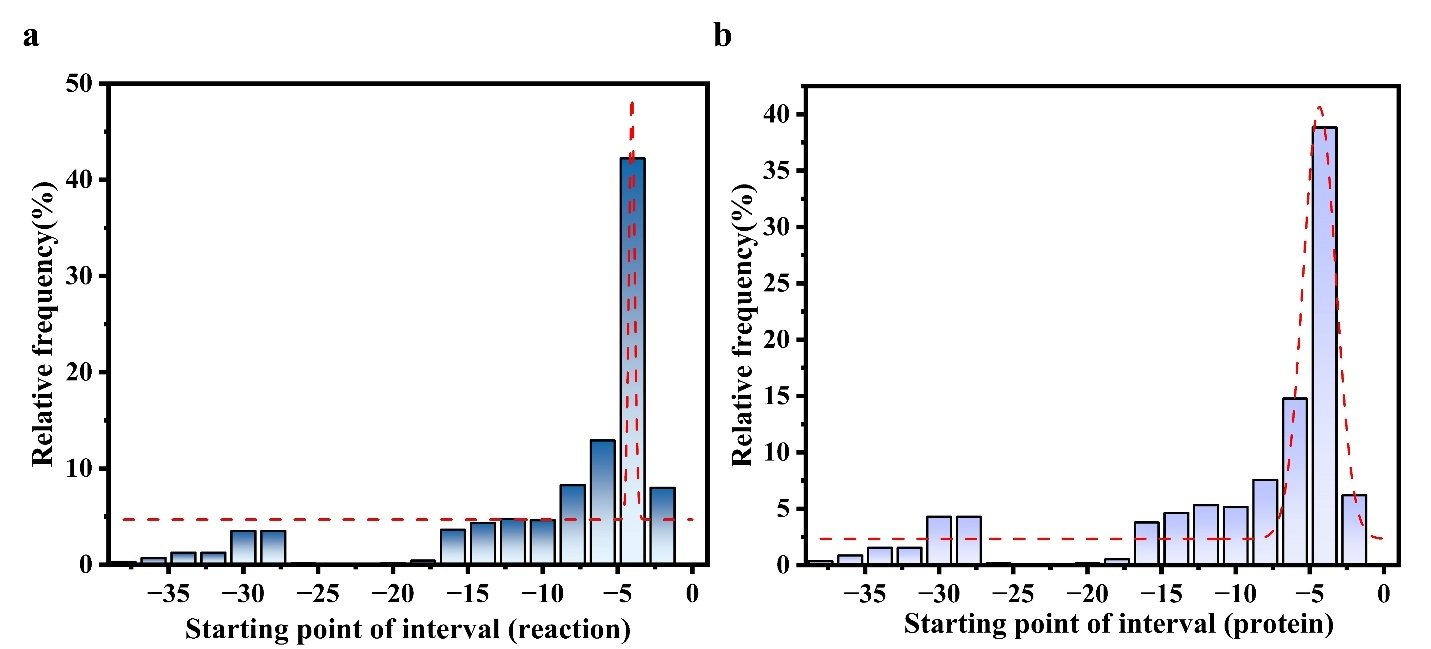 a
b
50
40
30
20
10
0
Relative frequency(%)
−35 −30 −25 −20 −15 −10 −5 0
Starting point of interval (reaction)
40
35
30
25
20
15
10
5
0
Relative frequency(%)
−35 −30 −25 −20 −15 −10 −5 0
Starting point of interval (protein)